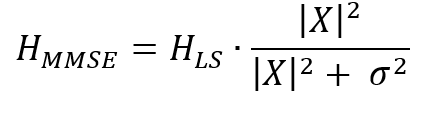 H_MMSE = H_LS · |X|² / (|X|² + σ²)